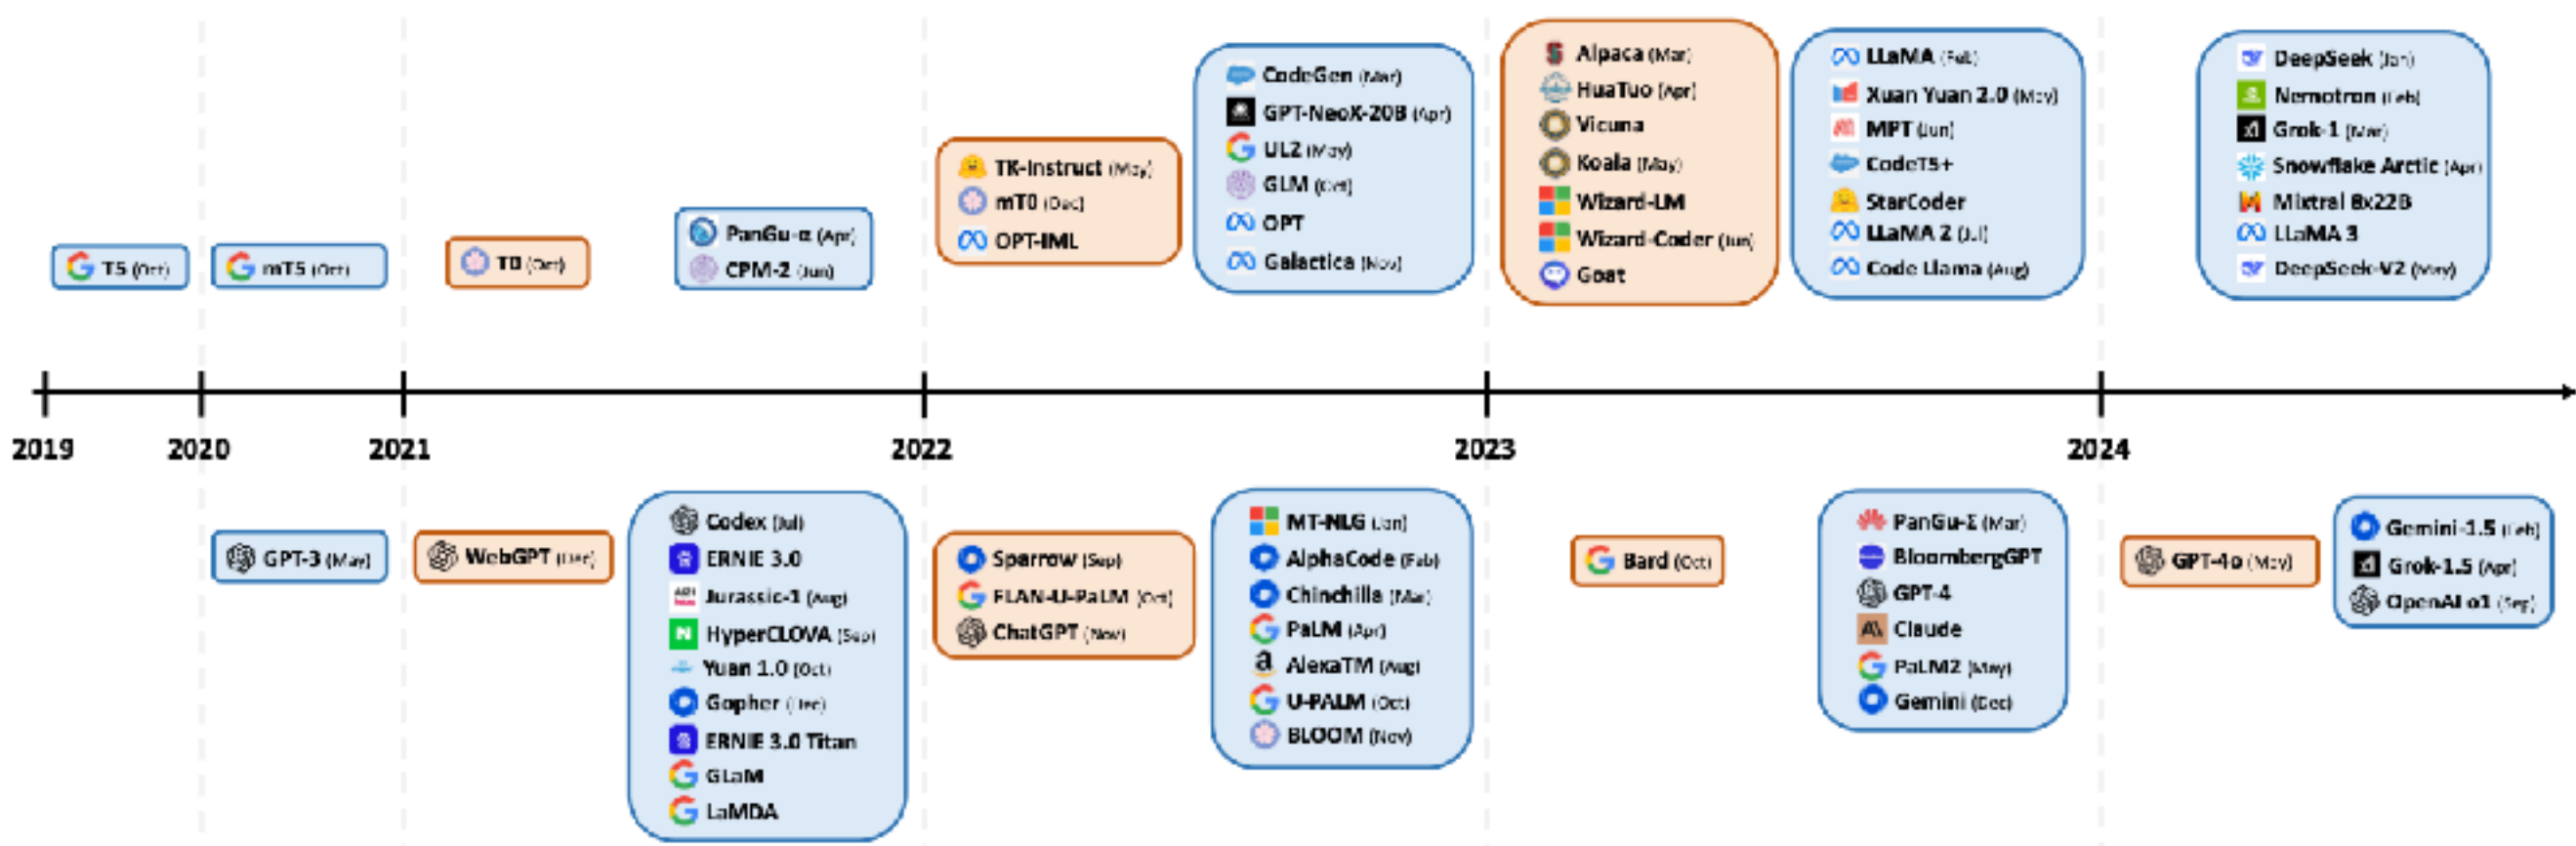 T5 (Oct)
mT5 (Oct)
T0 (Oct)
PanGu-α (Apr)
CPM-2 (Jun)
TK-Instruct (May)
mT0 (Dec)
OPT-IML
CodeGen (Mar)
GPT-NeoX-20B (Apr)
UL2 (May)
GLM (Oct)
OPT
Galactica (Nov)
Alpaca (Mar)
HuaTuo (Apr)
Vicuna
Koala (May)
Wizard-LM
Wizard-Coder (Jun)
Goat
LLaMA (Feb)
Xuan Yuan 2.0 (May)
MPT (Jun)
CodeT5+
StarCoder
LLaMA 2 (Jul)
Code Llama (Aug)
DeepSeek (Jan)
Nemotron (Feb)
Grok-1 (Mar)
Snowflake Arctic (Apr)
Mixtral 8x22B
LLaMA 3
DeepSeek-V2 (May)
2019
2020
2021
2022
2023
2024
GPT-3 (May)
WebGPT (Dec)
Codex (Jul)
ERNIE 3.0
Jurassic-1 (Aug)
HyperCLOVA (Sep)
Yuan 1.0 (Oct)
Gopher (Dec)
ERNIE 3.0 Titan
GLaM
LaMDA
Sparrow (Sep)
FLAN-U-PaLM (Oct)
ChatGPT (Nov)
MT-NLG (Jan)
AlphaCode (Feb)
Chinchilla (Mar)
PaLM (Apr)
AlexaTM (Aug)
U-PALM (Oct)
BLOOM (Nov)
Bard (Oct)
PanGu-Σ (Mar)
BloombergGPT
GPT-4
Claude
PaLM2 (May)
Gemini (Dec)
GPT-4o (May)
Gemini-1.5 (Feb)
Grok-1.5 (Apr)
OpenAI o1 (Sep)